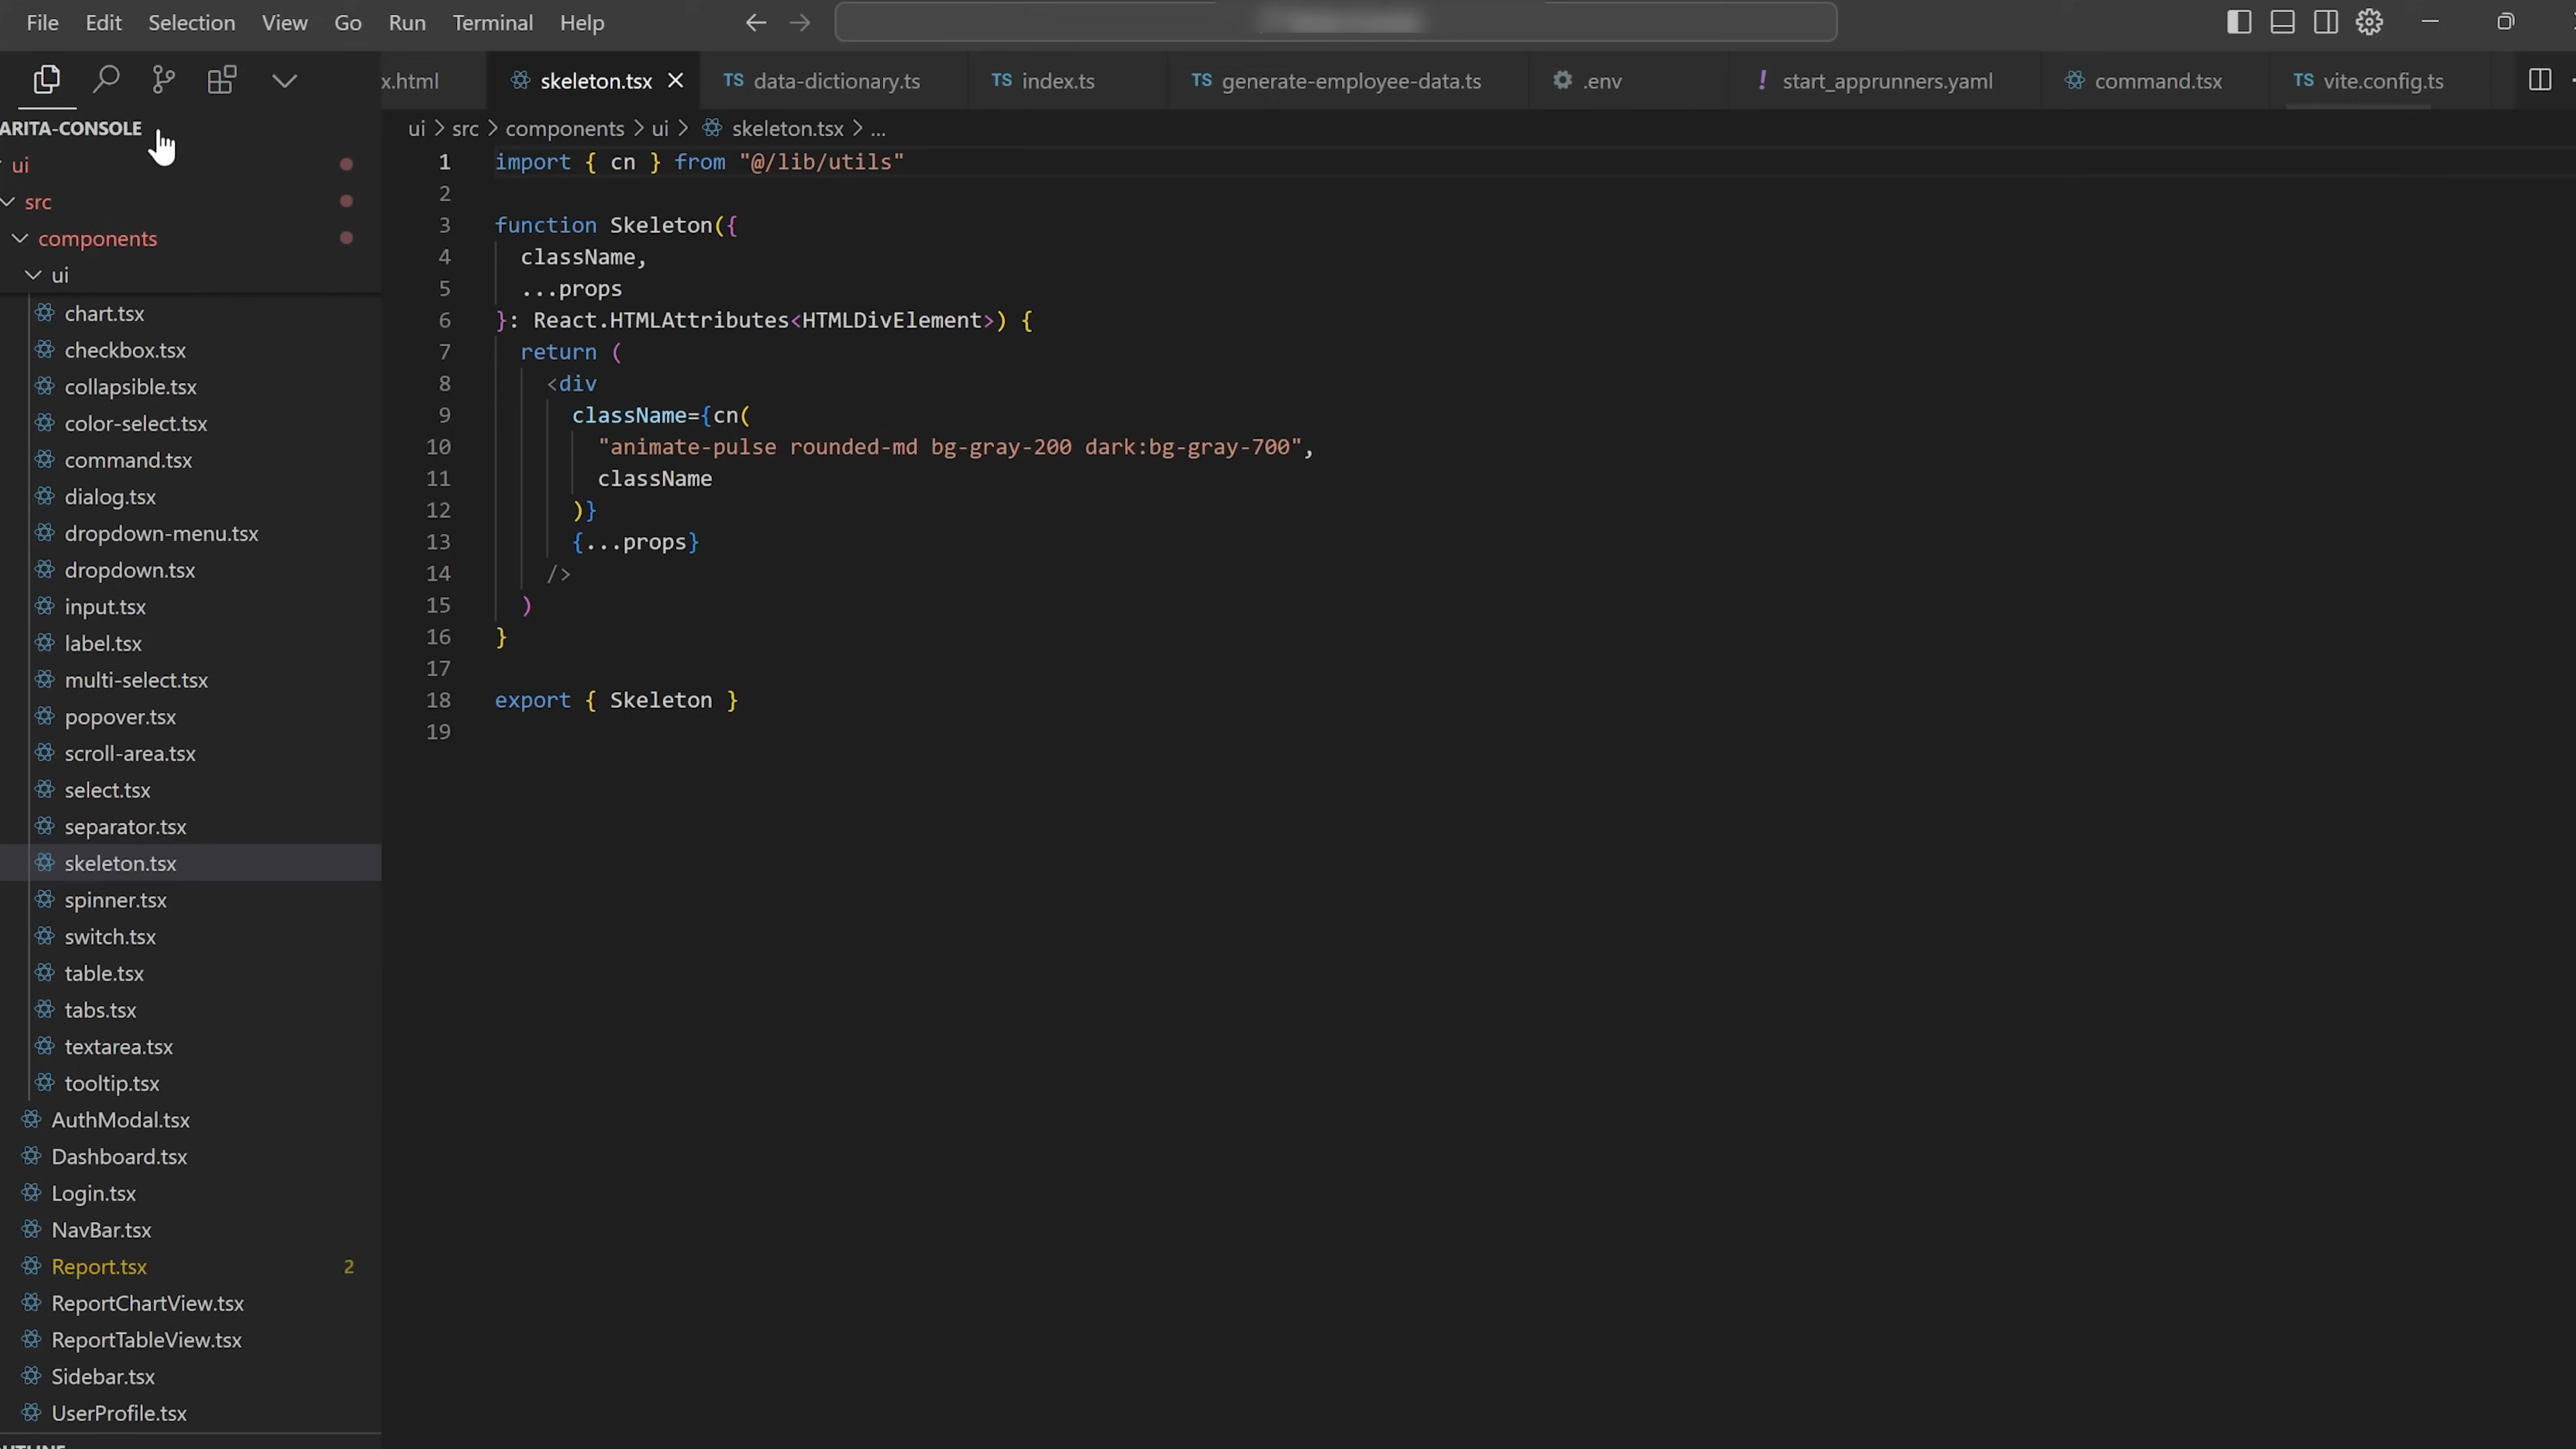 File Edit Selection View Go Run Terminal Help
x.html skeleton.tsx TS data-dictionary.ts TS index.ts TS generate-employee-data.ts .env ! start_apprunners.yaml command.tsx TS vite.config.ts
ARITA-CONSOLE
ui
src
components
ui
chart.tsx
checkbox.tsx
collapsible.tsx
color-select.tsx
command.tsx
dialog.tsx
dropdown-menu.tsx
dropdown.tsx
input.tsx
label.tsx
multi-select.tsx
popover.tsx
scroll-area.tsx
select.tsx
separator.tsx
skeleton.tsx
spinner.tsx
switch.tsx
table.tsx
tabs.tsx
textarea.tsx
tooltip.tsx
AuthModal.tsx
Dashboard.tsx
Login.tsx
NavBar.tsx
Report.tsx 2
ReportChartView.tsx
ReportTableView.tsx
Sidebar.tsx
UserProfile.tsx
ui > src > components > ui > skeleton.tsx > ...
1 import { cn } from "@/lib/utils"
2
3 function Skeleton({
4 className,
5 ...props
6 }: React.HTMLAttributes<HTMLDivElement>) {
7 return (
8 <div
9 className={cn(
10 "animate-pulse rounded-md bg-gray-200 dark:bg-gray-700",
11 className
12 )}
13 {...props}
14 />
15 )
16 }
17
18 export { Skeleton }
19